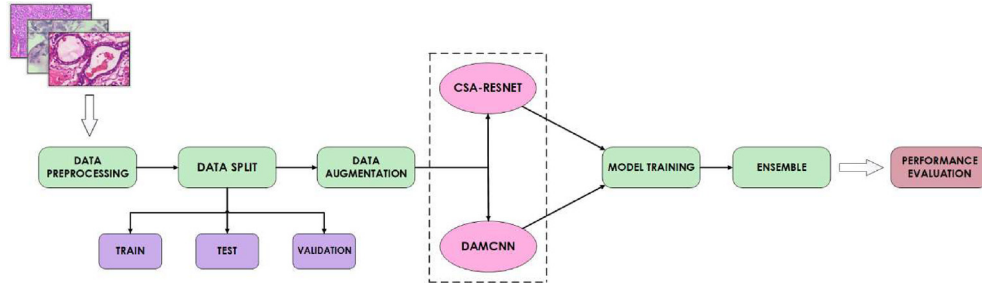 CSA-RESNET
DATA
PREPROCESSING
DATA SPLIT
DATA
AUGMENTATION
MODEL TRAINING
ENSEMBLE
PERFORMANCE
EVALUATION
TRAIN
TEST
VALIDATION
DAMCNN